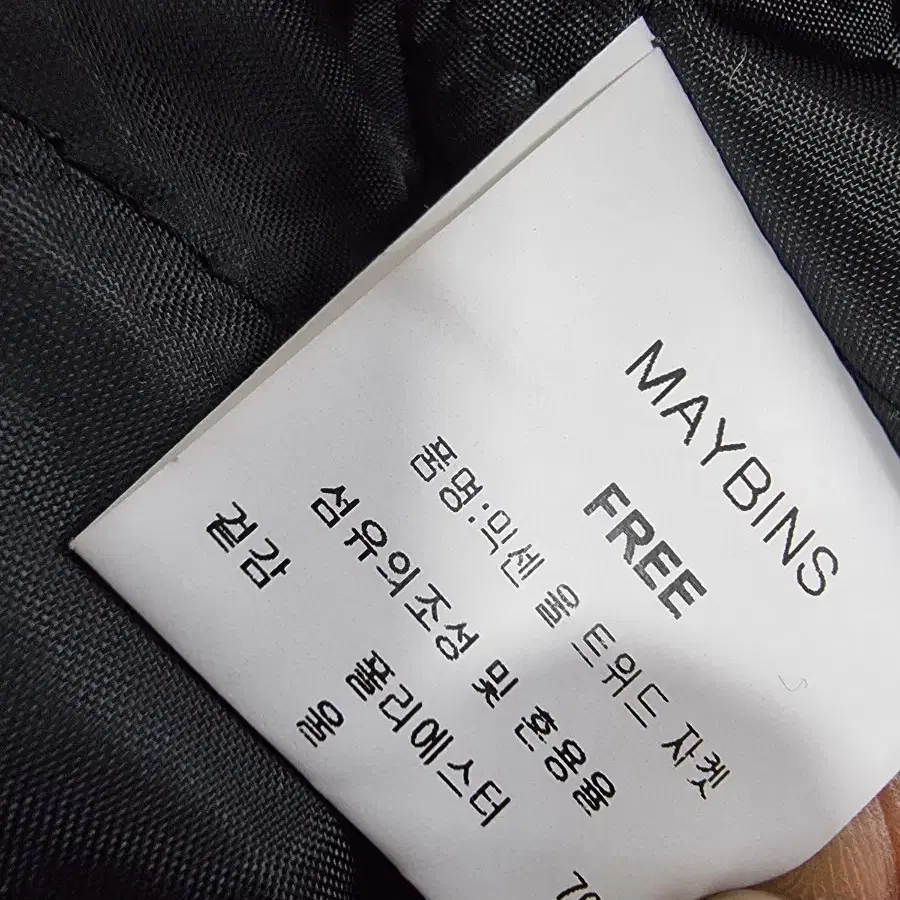 MAYBINS
FREE
품명:믹센 울 트위드 자켓
섬유의조성 및 혼용율
겉감 폴리에스터
울